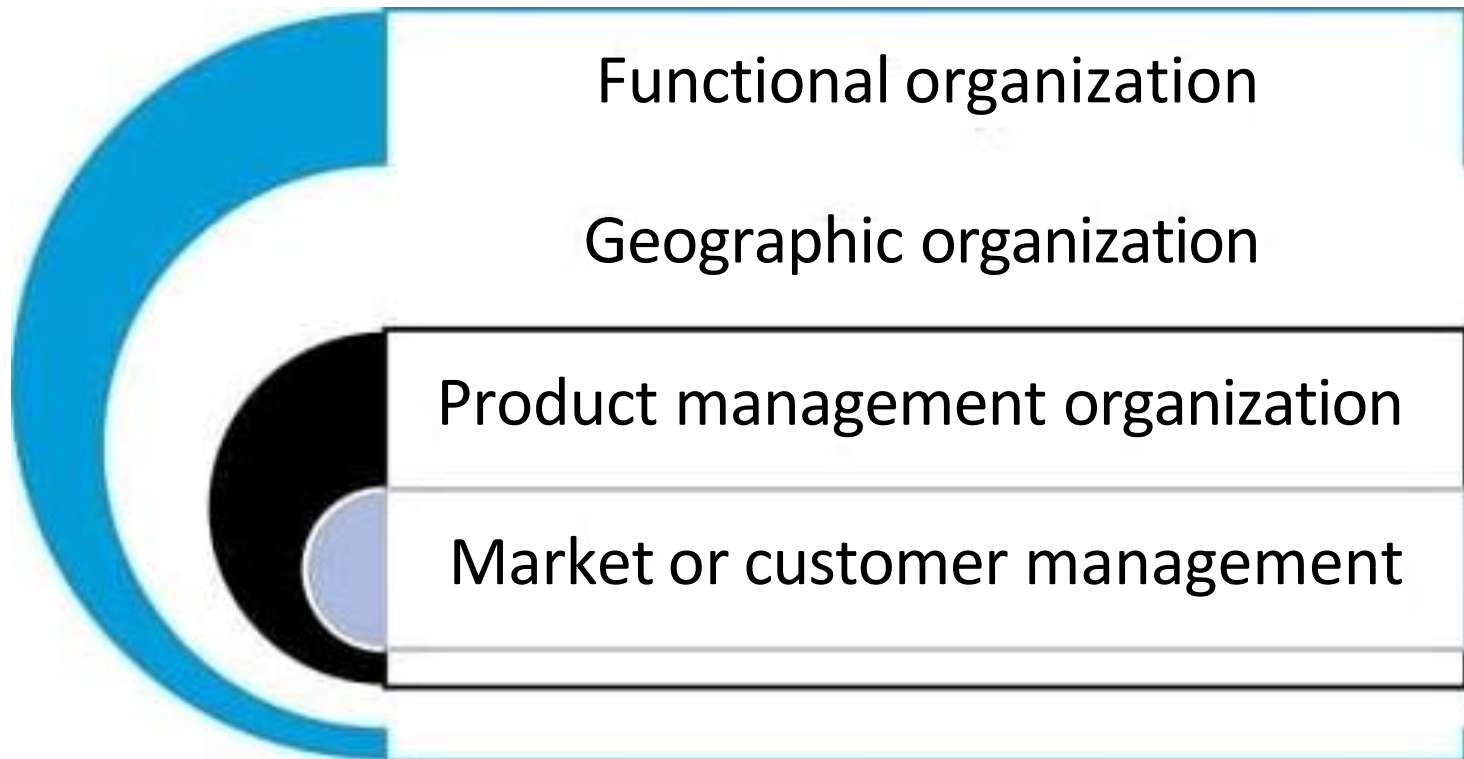 Functional organization
Geographic organization
Product management organization
Market or customer management